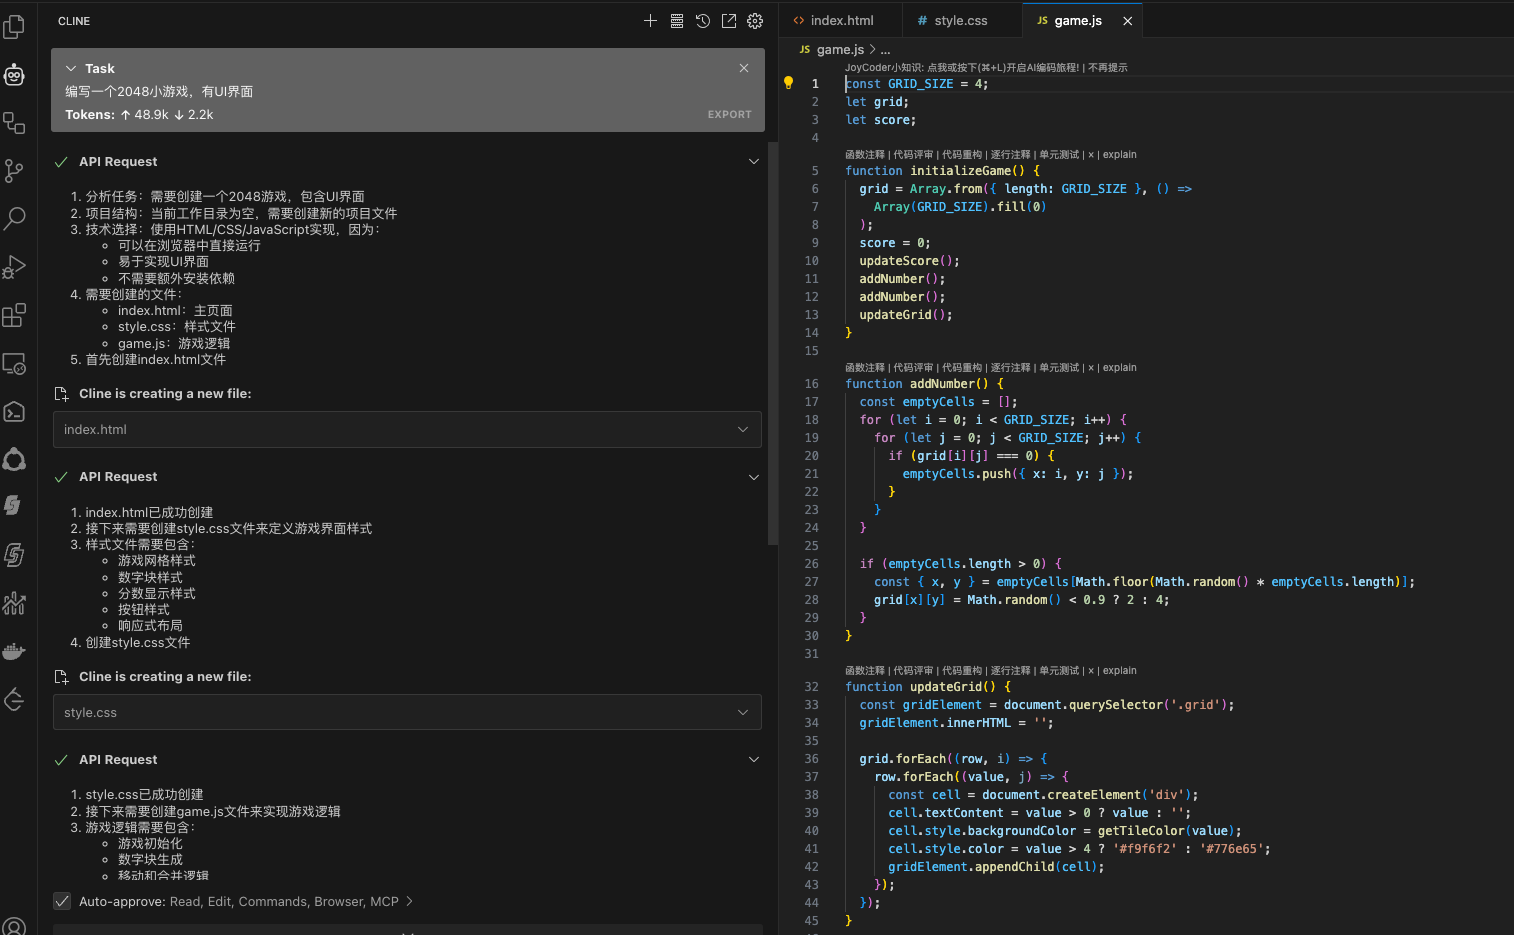 CLINE
Task
编写一个2048小游戏，有UI界面
Tokens: ↑ 48.9k ↓ 2.2k
EXPORT
API Request
1. 分析任务：需要创建一个2048游戏，包含UI界面
2. 项目结构：当前工作目录为空，需要创建新的项目文件
3. 技术选择：使用HTML/CSS/JavaScript实现，因为：
可以在浏览器中直接运行
易于实现UI界面
不需要额外安装依赖
4. 需要创建的文件：
index.html：主页面
style.css：样式文件
game.js：游戏逻辑
5. 首先创建index.html文件
Cline is creating a new file:
index.html
API Request
1. index.html已成功创建
2. 接下来需要创建style.css文件来定义游戏界面样式
3. 样式文件需要包含：
游戏网格样式
数字块样式
分数显示样式
按钮样式
响应式布局
4. 创建style.css文件
Cline is creating a new file:
style.css
API Request
1. style.css已成功创建
2. 接下来需要创建game.js文件来实现游戏逻辑
3. 游戏逻辑需要包含：
游戏初始化
数字块生成
移动和合并逻辑
Auto-approve: Read, Edit, Commands, Browser, MCP >
<> index.html
# style.css
JS game.js ×
JS game.js > ...
JoyCoder小知识: 点我或按下(⌘+L)开启AI编码旅程! | 不再提示
1 const GRID_SIZE = 4;
2 let grid;
3 let score;
4
函数注释 | 代码评审 | 代码重构 | 逐行注释 | 单元测试 | × | explain
5 function initializeGame() {
6   grid = Array.from({ length: GRID_SIZE }, () =>
7     Array(GRID_SIZE).fill(0)
8   );
9   score = 0;
10   updateScore();
11   addNumber();
12   addNumber();
13   updateGrid();
14 }
15
函数注释 | 代码评审 | 代码重构 | 逐行注释 | 单元测试 | × | explain
16 function addNumber() {
17   const emptyCells = [];
18   for (let i = 0; i < GRID_SIZE; i++) {
19     for (let j = 0; j < GRID_SIZE; j++) {
20       if (grid[i][j] === 0) {
21         emptyCells.push({ x: i, y: j });
22       }
23     }
24   }
25
26   if (emptyCells.length > 0) {
27     const { x, y } = emptyCells[Math.floor(Math.random() * emptyCells.length)];
28     grid[x][y] = Math.random() < 0.9 ? 2 : 4;
29   }
30 }
31
函数注释 | 代码评审 | 代码重构 | 逐行注释 | 单元测试 | × | explain
32 function updateGrid() {
33   const gridElement = document.querySelector('.grid');
34   gridElement.innerHTML = '';
35
36   grid.forEach((row, i) => {
37     row.forEach((value, j) => {
38       const cell = document.createElement('div');
39       cell.textContent = value > 0 ? value : '';
40       cell.style.backgroundColor = getTileColor(value);
41       cell.style.color = value > 4 ? '#f9f6f2' : '#776e65';
42       gridElement.appendChild(cell);
43     });
44   });
45 }